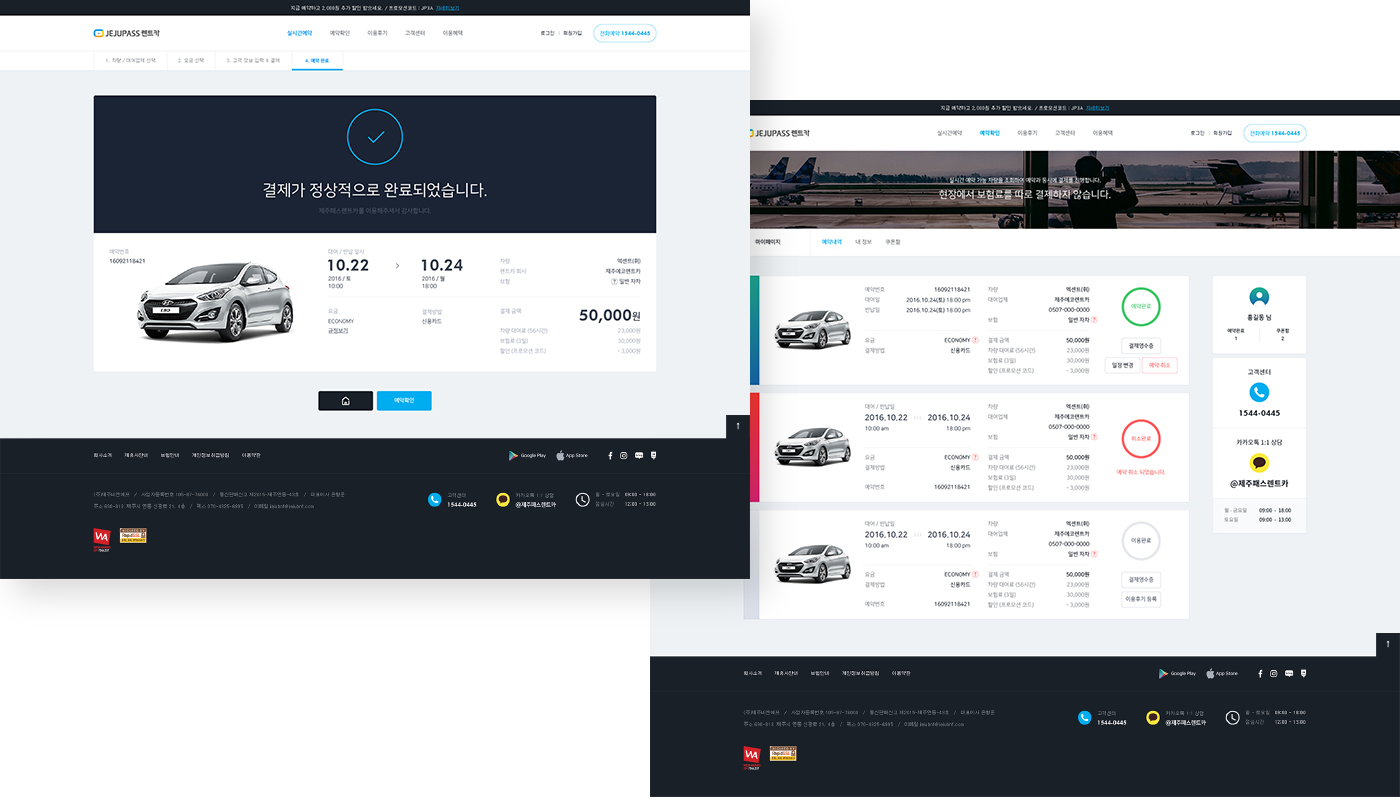 지금 예약하고 2,000원 추가 할인 받으세요. / 프로모션코드 : JP3A 자세히보기
JEJUPASS 렌트카
실시간예약 예약확인 이용후기 고객센터 이용혜택
로그인 | 회원가입
전화예약 1544-0445
1. 차량 / 대여업체 선택
2. 요금 선택
3. 고객 정보 입력 & 결제
4. 예약 완료
결제가 정상적으로 완료되었습니다.
제주패스렌트카를 이용해주셔서 감사합니다.
예약번호
16092118421
대여 / 반납 일시
10.22 > 10.24
2016 / 토 2016 / 월
10:00 18:00
요금 결제방법
ECONOMY 신용카드
규정보기
차량 엑센트(휘)
렌트카 회사 제주에코렌트카
보험 ? 일반 자차
결제 금액 50,000원
차량 대여료 (56시간) 23,000원
보험료 (3일) 30,000원
할인 (프로모션 코드) - 3,000원
예약확인
회사소개 제휴사안내 보험안내 개인정보취급방침 이용약관
Google Play App Store
고객센터
1544-0445
카카오톡 1:1 상담
@제주패스렌트카
월 - 토요일 09:00 - 18:00
점심시간 12:00 - 13:00
지금 예약하고 2,000원 추가 할인 받으세요. / 프로모션코드 : JP3A 자세히보기
JEJUPASS 렌트카
실시간예약 예약확인 이용후기 고객센터 이용혜택
로그인 | 회원가입
전화예약 1544-0445
실시간 예약 가능 차량을 조회하여 예약과 동시에 결제를 진행합니다.
현장에서 보험료를 따로 결제하지 않습니다.
마이페이지
예약내역 내 정보 쿠폰함
예약번호 16092118421
대여일 2016.10.24(토) 18:00 pm
반납일 2016.10.24(토) 18:00 pm
요금 ECONOMY ?
결제방법 신용카드
차량 엑센트(휘)
대여업체 제주에코렌트카
0507-000-0000
보험 일반 자차 ?
결제 금액 50,000원
차량 대여료 (56시간) 23,000원
보험료 (3일) 30,000원
할인 (프로모션 코드) - 3,000원
예약완료
결제영수증
일정 변경 예약 취소
대여 / 반납일
2016.10.22 2016.10.24
10:00 am 18:00 pm
요금 ECONOMY ?
결제방법 신용카드
예약번호 16092118421
차량 엑센트(휘)
대여업체 제주에코렌트카
0507-000-0000
보험 일반 자차 ?
결제 금액 50,000원
차량 대여료 (56시간) 23,000원
보험료 (3일) 30,000원
할인 (프로모션 코드) - 3,000원
취소완료
예약 취소 되었습니다.
대여 / 반납일
2016.10.22 2016.10.24
10:00 am 18:00 pm
요금 ECONOMY ?
결제방법 신용카드
예약번호 16092118421
차량 엑센트(휘)
대여업체 제주에코렌트카
0507-000-0000
보험 일반 자차 ?
결제 금액 50,000원
차량 대여료 (56시간) 23,000원
보험료 (3일) 30,000원
할인 (프로모션 코드) - 3,000원
이용완료
결제영수증
이용후기 등록
홍길동 님
예약완료 쿠폰함
1 2
고객센터
1544-0445
카카오톡 1:1 상담
@제주패스렌트카
월 - 금요일 09:00 - 18:00
토요일 09:00 - 13:00
회사소개 제휴사안내 보험안내 개인정보취급방침 이용약관
Google Play App Store
고객센터
1544-0445
카카오톡 1:1 상담
@제주패스렌트카
월 - 토요일 09:00 - 18:00
점심시간 12:00 - 13:00